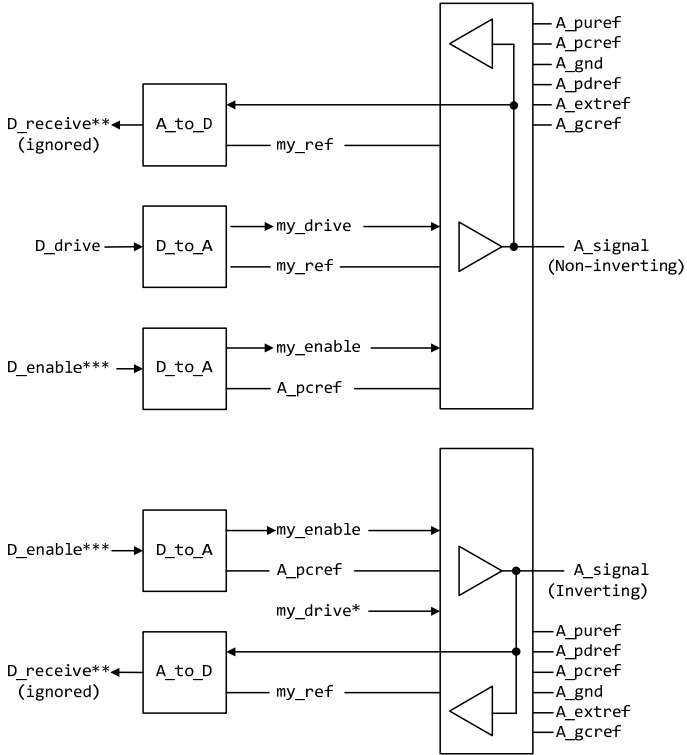 A_puref
A_pcref
A_gnd
A_pdref
A_extref
A_gcref
D_receive**
(ignored)
A_to_D
my_ref
D_drive
D_to_A
my_drive
my_ref
A_signal
(Non-inverting)
D_enable***
D_to_A
my_enable
A_pcref
D_enable***
D_to_A
my_enable
A_pcref
my_drive*
A_signal
(Inverting)
D_receive**
(ignored)
A_to_D
my_ref
A_puref
A_pdref
A_pcref
A_gnd
A_extref
A_gcref